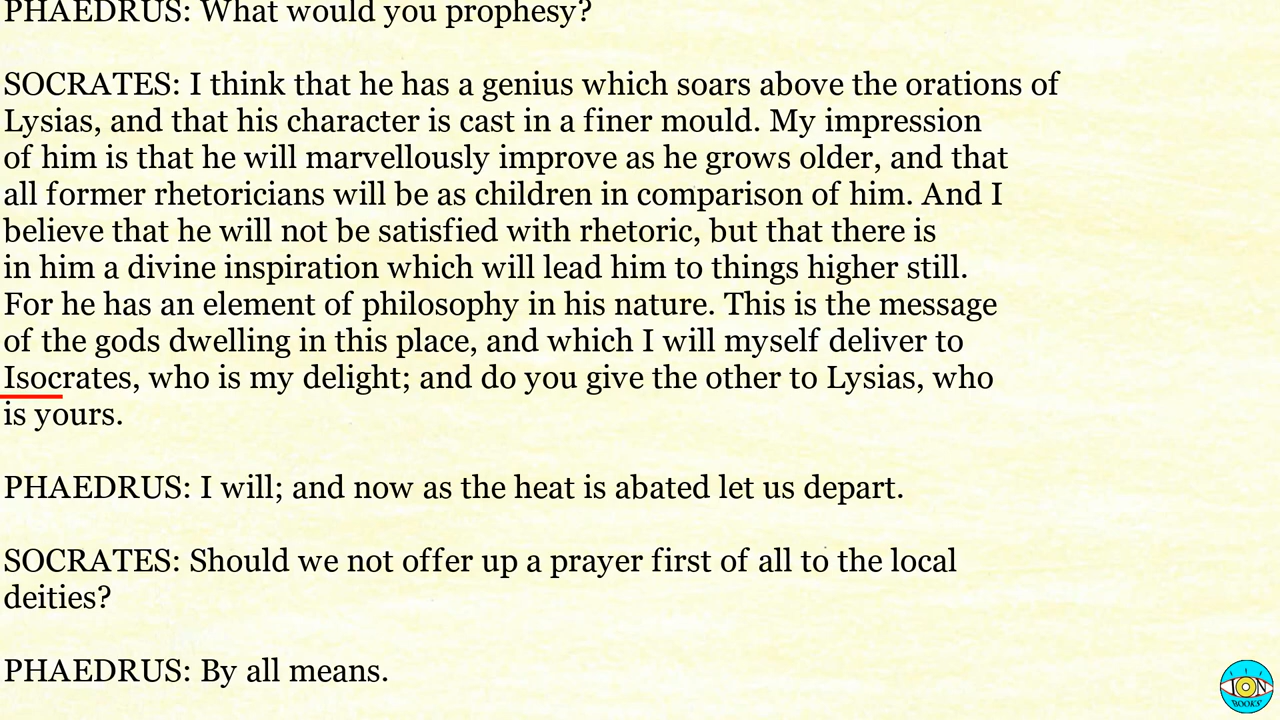 PHAEDRUS: What would you prophesy?
SOCRATES: I think that he has a genius which soars above the orations of
Lysias, and that his character is cast in a finer mould. My impression
of him is that he will marvellously improve as he grows older, and that
all former rhetoricians will be as children in comparison of him. And I
believe that he will not be satisfied with rhetoric, but that there is
in him a divine inspiration which will lead him to things higher still.
For he has an element of philosophy in his nature. This is the message
of the gods dwelling in this place, and which I will myself deliver to
Isocrates, who is my delight; and do you give the other to Lysias, who
is yours.
PHAEDRUS: I will; and now as the heat is abated let us depart.
SOCRATES: Should we not offer up a prayer first of all to the local
deities?
PHAEDRUS: By all means.
ION
BOOKS